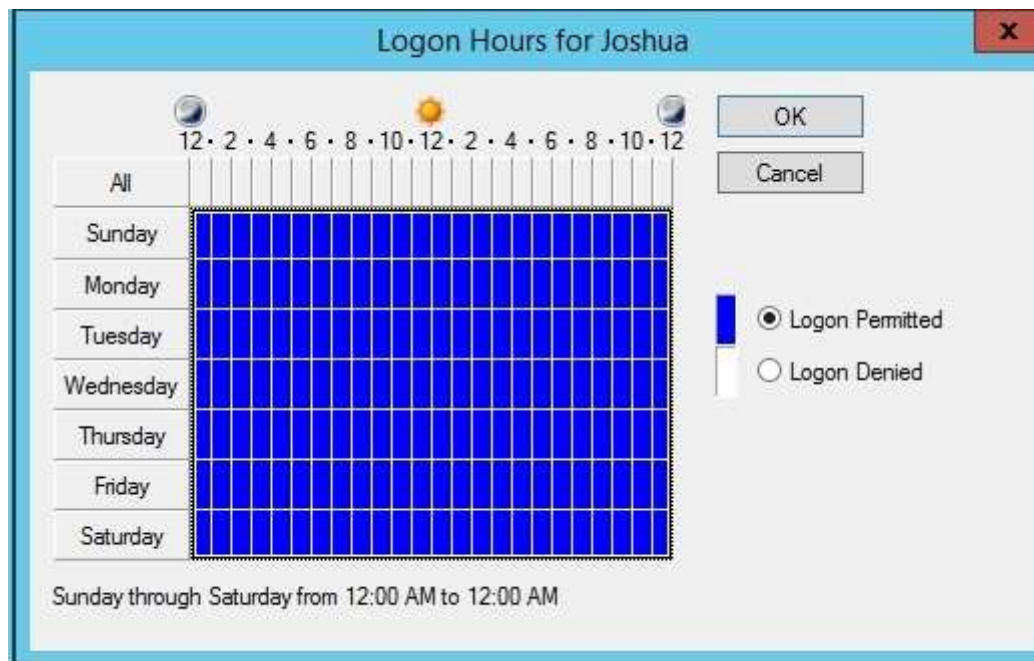 Logon Hours for Joshua
x
OK
12 · 2 · 4 · 6 · 8 · 10 · 12 · 2 · 4 · 6 · 8 · 10 · 12
Cancel
All
Sunday
Monday
Tuesday
Wednesday
Thursday
Friday
Saturday
Logon Permitted
Logon Denied
Sunday through Saturday from 12:00 AM to 12:00 AM